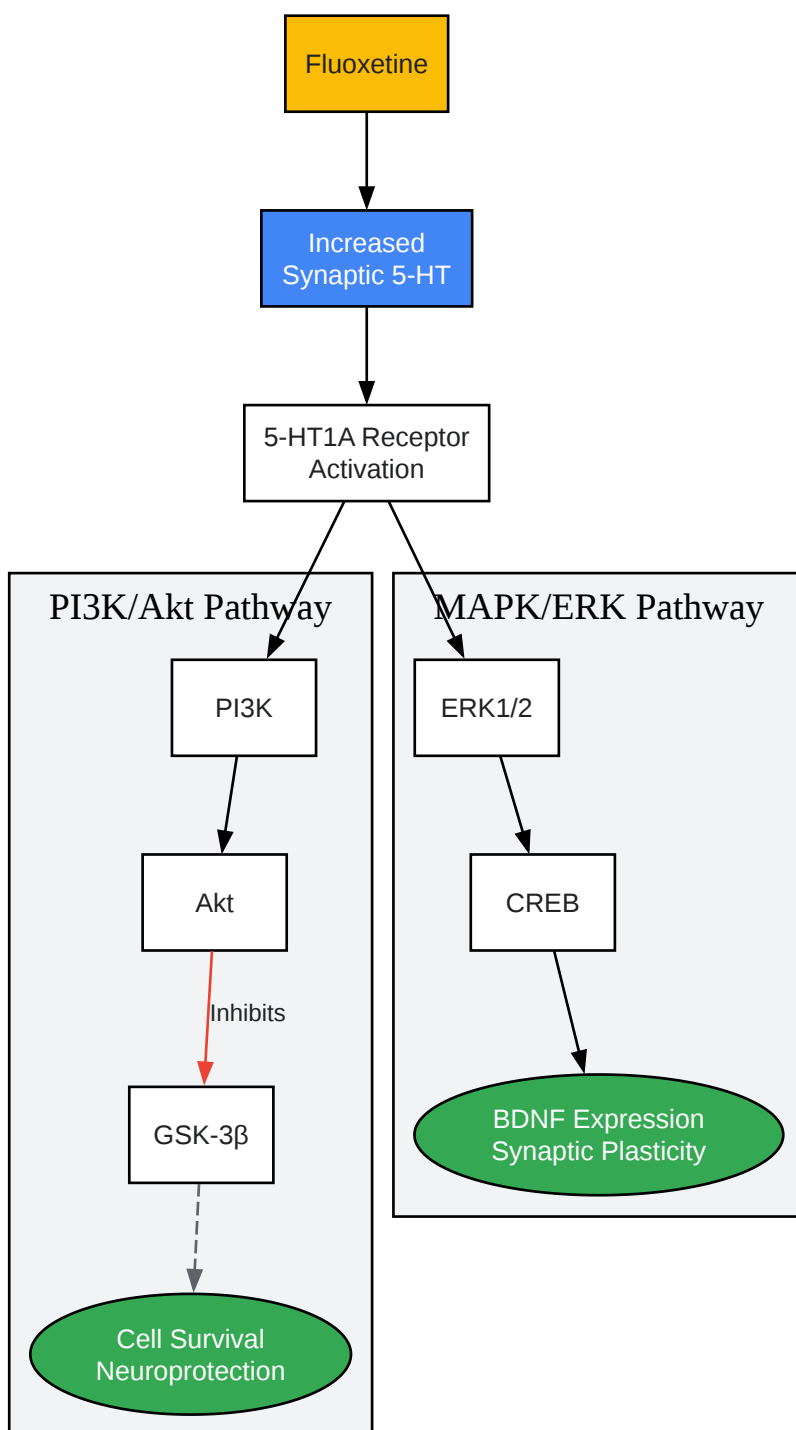 Fluoxetine
Increased
Synaptic 5-HT
5-HT1A Receptor
Activation
PI3K/Akt Pathway
PI3K
Akt
Inhibits
GSK-3β
Cell Survival
Neuroprotection
MAPK/ERK Pathway
ERK1/2
CREB
BDNF Expression
Synaptic Plasticity